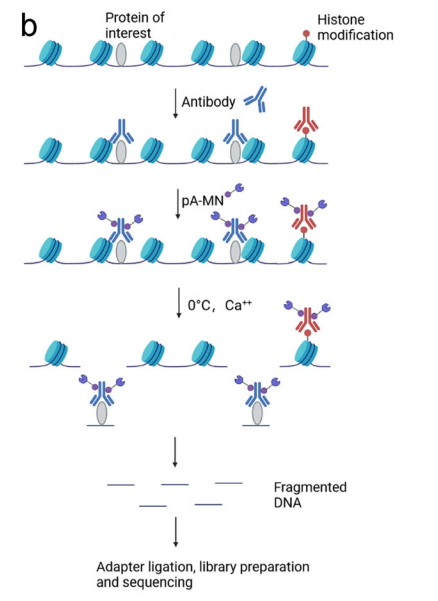 b
Protein of
interest
Histone
modification
Antibody
pA-MN
0°C, Ca⁺⁺
Fragmented
DNA
Adapter ligation, library preparation
and sequencing